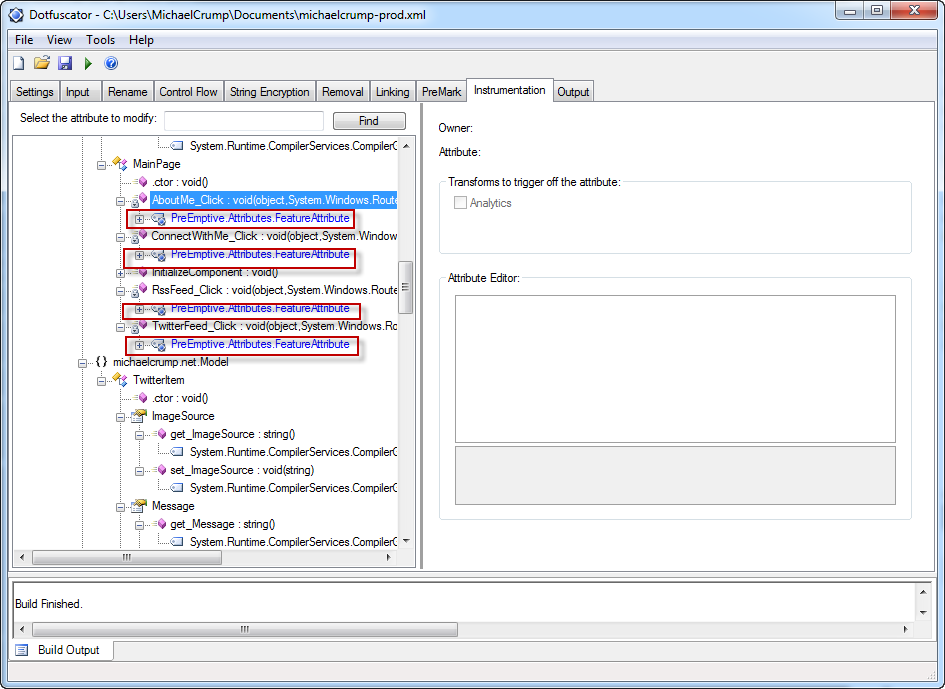 Dotfuscator - C:\Users\MichaelCrump\Documents\michaelcrump-prod.xml
File View Tools Help
Settings Input Rename Control Flow String Encryption Removal Linking PreMark Instrumentation Output
Select the attribute to modify:
Find
System.Runtime.CompilerServices.CompilerG
MainPage
.ctor : void()
AboutMe_Click : void(object,System.Windows.Route
PreEmptive.Attributes.FeatureAttribute
ConnectWithMe_Click : void(object,System.Window
PreEmptive.Attributes.FeatureAttribute
InitializeComponent : void()
RssFeed_Click : void(object,System.Windows.Route
PreEmptive.Attributes.FeatureAttribute
TwitterFeed_Click : void(object,System.Windows.Ro
PreEmptive.Attributes.FeatureAttribute
{} michaelcrump.net.Model
TwitterItem
.ctor : void()
ImageSource
get_ImageSource : string()
System.Runtime.CompilerServices.CompilerG
set_ImageSource : void(string)
System.Runtime.CompilerServices.CompilerG
Message
get_Message : string()
System.Runtime.CompilerServices.CompilerG
Owner:
Attribute:
Transforms to trigger off the attribute:
Analytics
Attribute Editor:
Build Finished.
Build Output